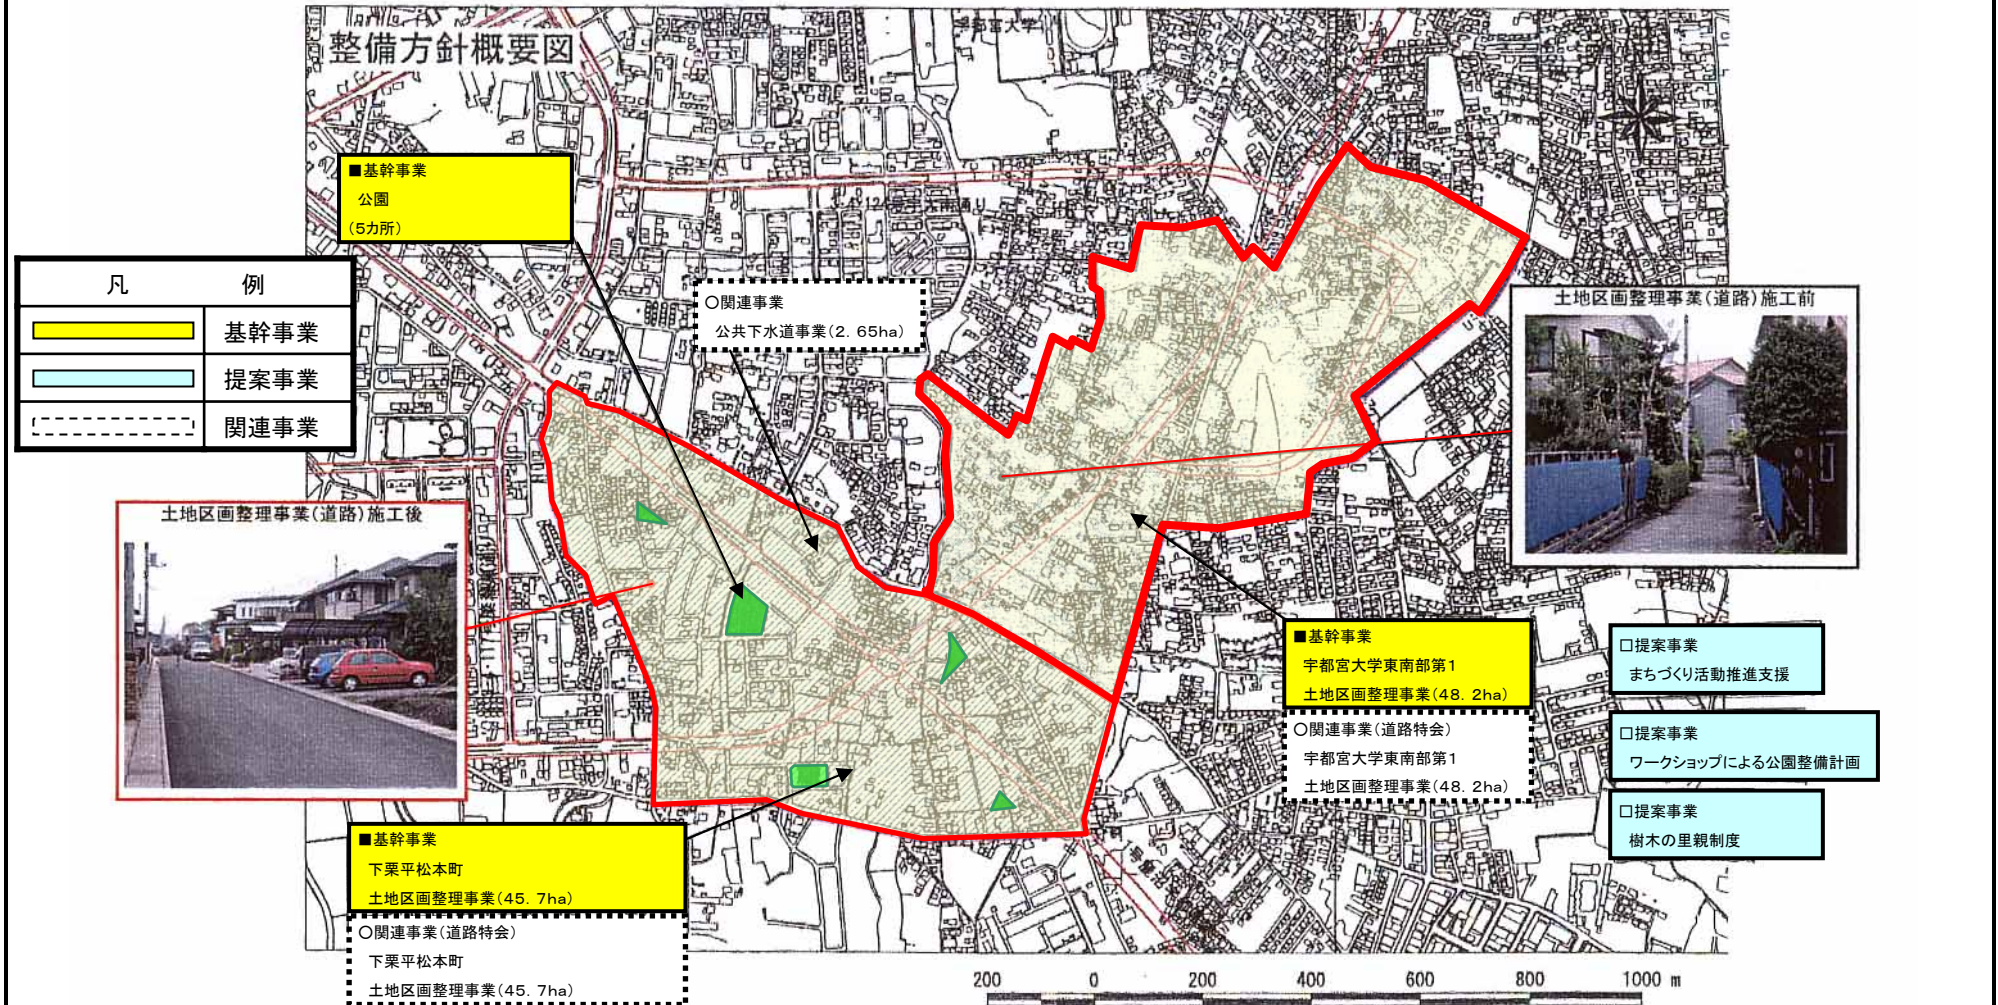 整備方針概要図
宇都宮大学
■基幹事業
公園
(5カ所)
凡　例
基幹事業
提案事業
関連事業
○関連事業
公共下水道事業(2. 65ha)
土地区画整理事業(道路)施工前
土地区画整理事業(道路)施工後
■基幹事業
宇都宮大学東南部第1
土地区画整理事業(48. 2ha)
○関連事業(道路特会)
宇都宮大学東南部第1
土地区画整理事業(48. 2ha)
□提案事業
まちづくり活動推進支援
□提案事業
ワークショップによる公園整備計画
□提案事業
樹木の里親制度
■基幹事業
下栗平松本町
土地区画整理事業(45. 7ha)
○関連事業(道路特会)
下栗平松本町
土地区画整理事業(45. 7ha)
200 0 200 400 600 800 1000 m